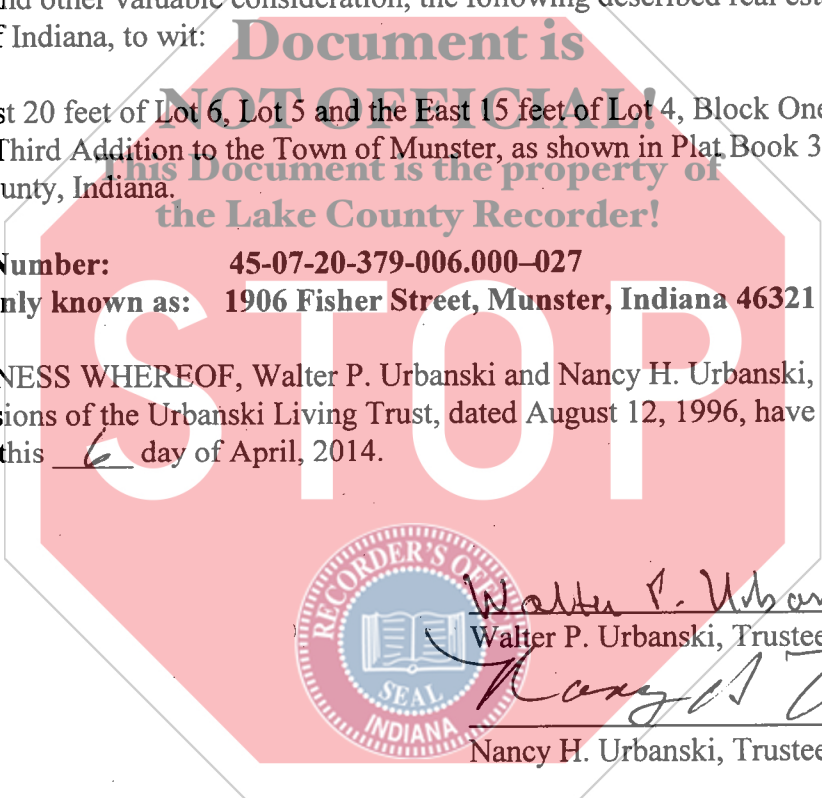 nd other valuable consideration, the following described real est
f Indiana, to wit:
Document is
NOT OFFICIAL!
st 20 feet of Lot 6, Lot 5 and the East 15 feet of Lot 4, Block One
Third Addition to the Town of Munster, as shown in Plat Book 3
This Document is the property of
unty, Indiana.
the Lake County Recorder!
Number: 45-07-20-379-006.000–027
nly known as: 1906 Fisher Street, Munster, Indiana 46321
STOP
NESS WHEREOF, Walter P. Urbanski and Nancy H. Urbanski,
sions of the Urbanski Living Trust, dated August 12, 1996, have
this 6 day of April, 2014.
RECORDER'S OFFICE
SEAL
INDIANA
Walter P. Urban
Walter P. Urbanski, Trustee
Nancy H
Nancy H. Urbanski, Trustee